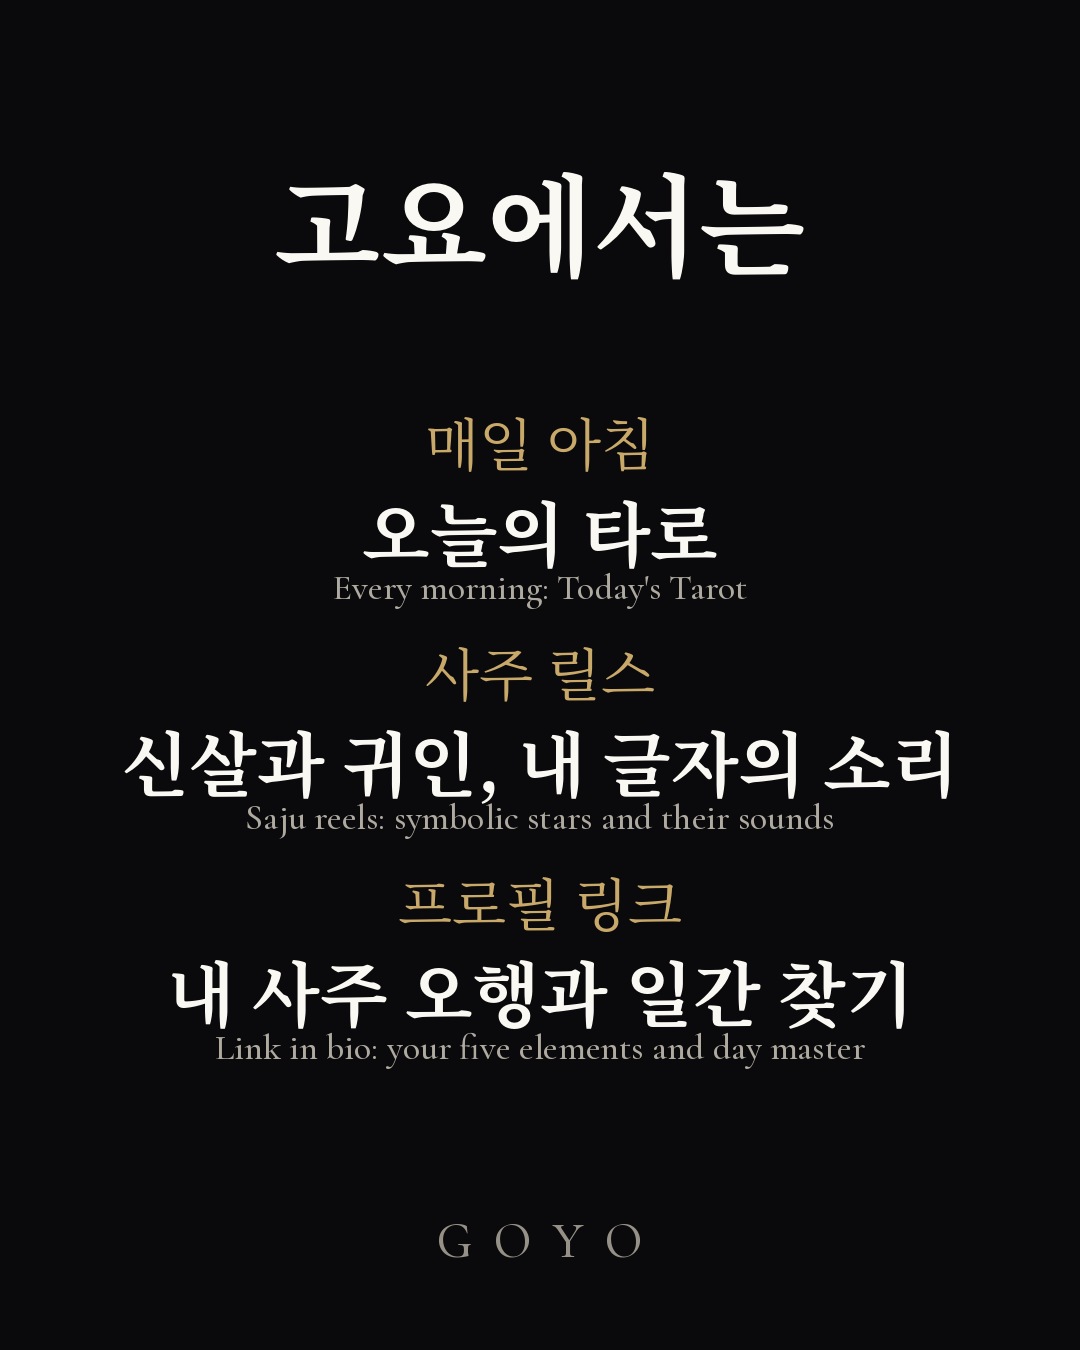 고요에서는
매일 아침
오늘의 타로
Every morning: Today's Tarot
사주 릴스
신살과 귀인, 내 글자의 소리
Saju reels: symbolic stars and their sounds
프로필 링크
내 사주 오행과 일간 찾기
Link in bio: your five elements and day master
GOYO